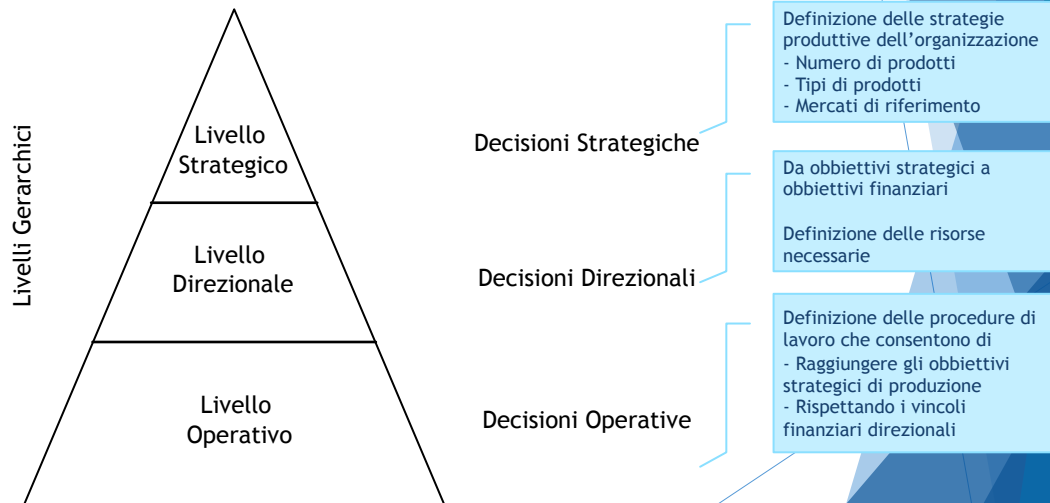 Livelli Gerarchici
Livello
Strategico
Livello
Direzionale
Livello
Operativo
Decisioni Strategiche
Decisioni Direzionali
Decisioni Operative
Definizione delle strategie
produttive dell’organizzazione
- Numero di prodotti
- Tipi di prodotti
- Mercati di riferimento
Da obbiettivi strategici a
obbiettivi finanziari
Definizione delle risorse
necessarie
Definizione delle procedure di
lavoro che consentono di
- Raggiungere gli obbiettivi
strategici di produzione
- Rispettando i vincoli
finanziari direzionali